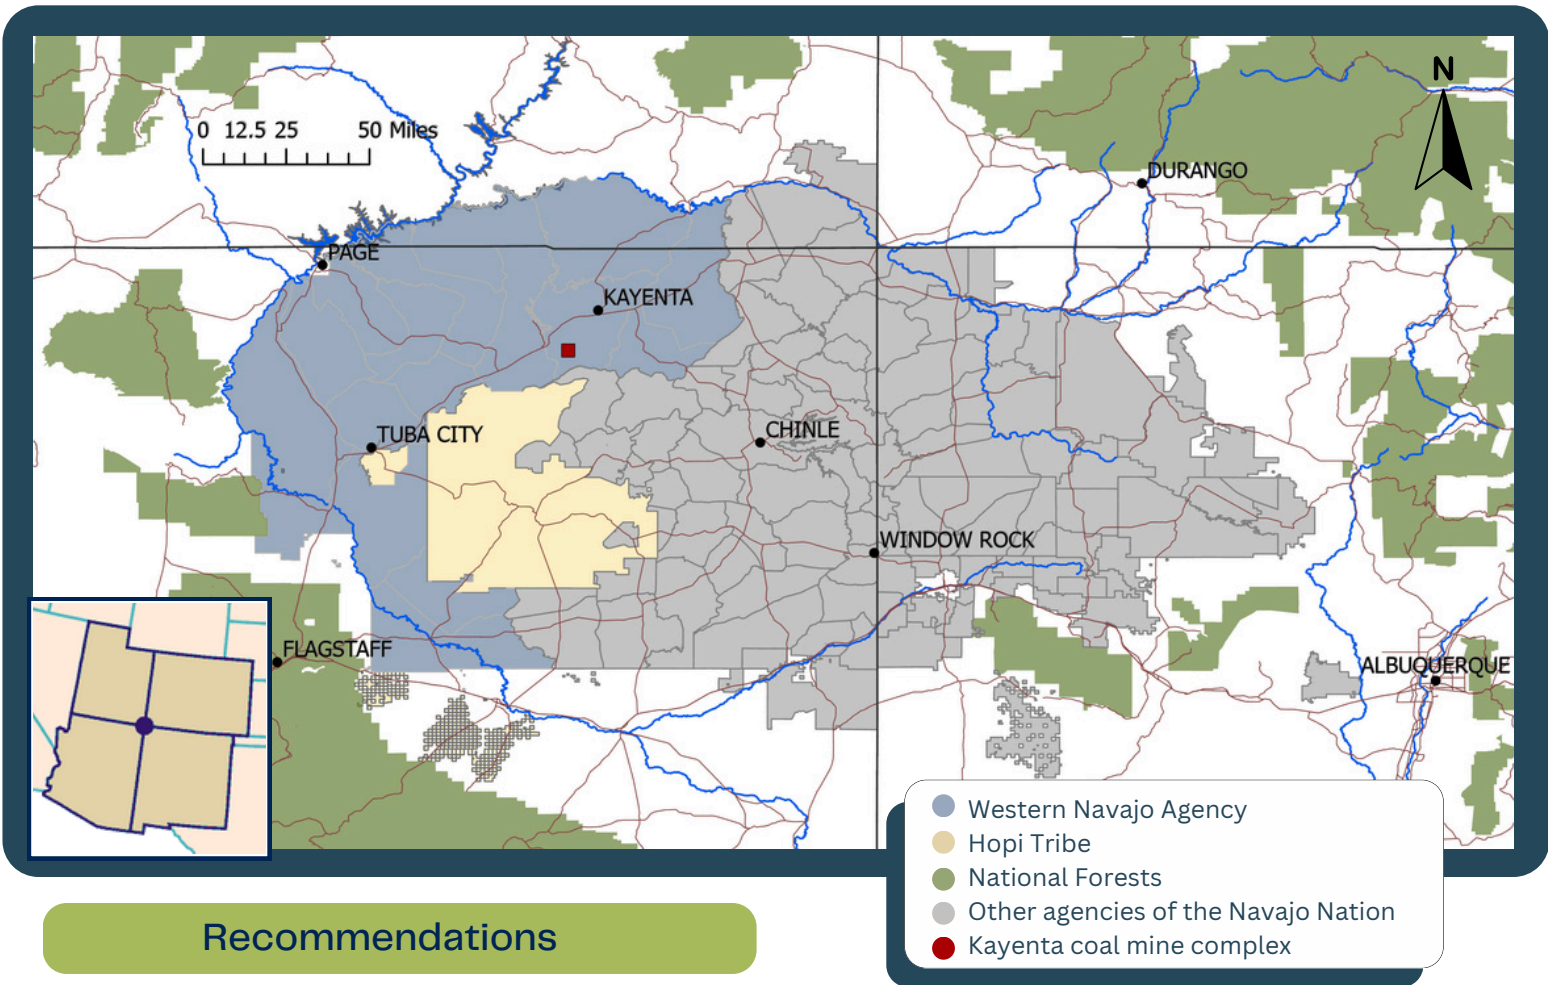 N
0 12.5 25 50 Miles
DURANGO
PAGE
KAYENTA
TUBA CITY
CHINLE
WINDOW ROCK
FLAGSTAFF
ALBUQUERQUE
Western Navajo Agency
Hopi Tribe
National Forests
Other agencies of the Navajo Nation
Kayenta coal mine complex
Recommendations